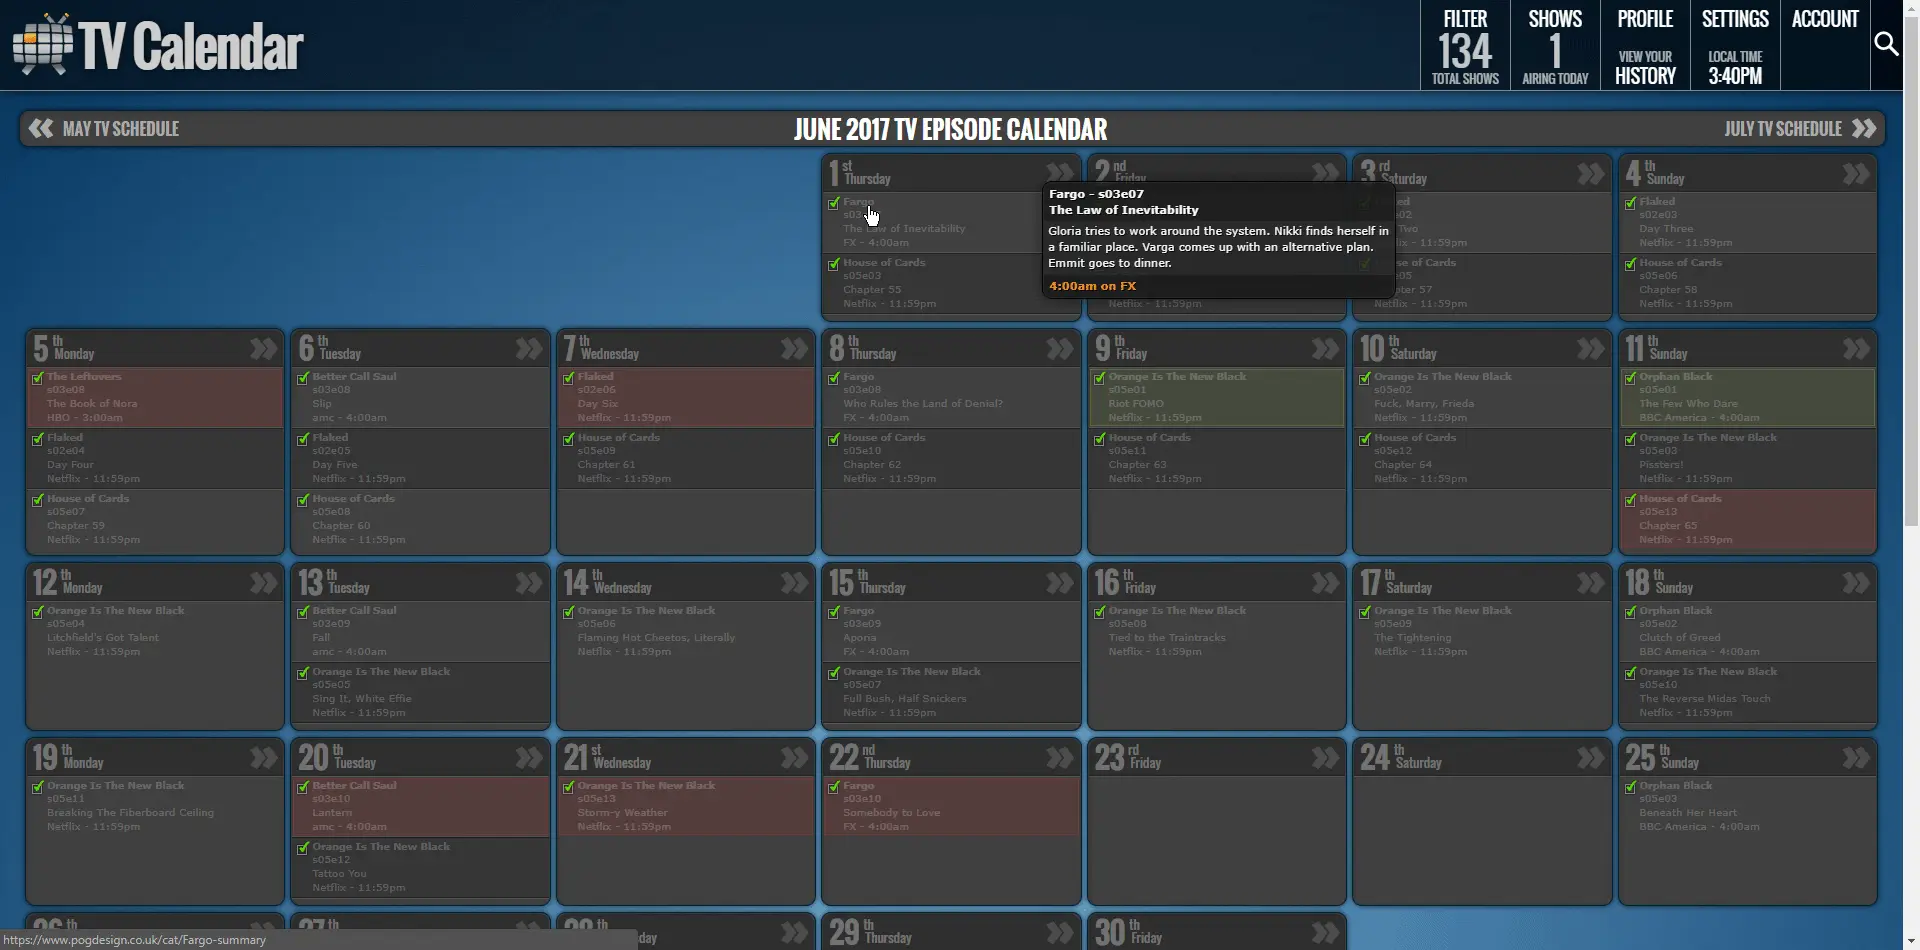 TV Calendar
FILTER
134
TOTAL SHOWS
SHOWS
1
AIRING TODAY
PROFILE
VIEW YOUR
HISTORY
SETTINGS
LOCAL TIME
3:40PM
ACCOUNT
MAY TV SCHEDULE
JUNE 2017 TV EPISODE CALENDAR
JULY TV SCHEDULE
1st Thursday
Fargo
The Law of Inevitability
FX - 4:00am
House of Cards
s05e03
Chapter 55
Netflix - 11:59pm
2nd Friday
Netflix - 11:59pm
Fargo - s03e07
The Law of Inevitability
Gloria tries to work around the system. Nikki finds herself in
a familiar place. Varga comes up with an alternative plan.
Emmit goes to dinner.
4:00am on FX
3rd Saturday
Two
- 11:59pm
of Cards
57
Netflix - 11:59pm
4th Sunday
Flaked
s02e03
Day Three
Netflix - 11:59pm
House of Cards
s05e06
Chapter 58
Netflix - 11:59pm
5th Monday
The Leftovers
s03e08
The Book of Nora
HBO - 3:00am
Flaked
s02e04
Day Four
Netflix - 11:59pm
House of Cards
s05e07
Chapter 59
Netflix - 11:59pm
6th Tuesday
Better Call Saul
s03e08
Slip
amc - 4:00am
Flaked
s02e05
Day Five
Netflix - 11:59pm
House of Cards
s05e08
Chapter 60
Netflix - 11:59pm
7th Wednesday
Flaked
s02e06
Day Six
Netflix - 11:59pm
House of Cards
s05e09
Chapter 61
Netflix - 11:59pm
8th Thursday
Fargo
s03e08
Who Rules the Land of Denial?
FX - 4:00am
House of Cards
s05e10
Chapter 62
Netflix - 11:59pm
9th Friday
Orange Is The New Black
s05e01
Riot FOMO
Netflix - 11:59pm
House of Cards
s05e11
Chapter 63
Netflix - 11:59pm
10th Saturday
Orange Is The New Black
s05e02
Fuck, Marry, Frieda
Netflix - 11:59pm
House of Cards
s05e12
Chapter 64
Netflix - 11:59pm
11th Sunday
Orphan Black
s05e01
The Few Who Dare
BBC America - 4:00am
Orange Is The New Black
s05e03
Pissters!
Netflix - 11:59pm
House of Cards
s05e13
Chapter 65
Netflix - 11:59pm
12th Monday
Orange Is The New Black
s05e04
Litchfield's Got Talent
Netflix - 11:59pm
13th Tuesday
Better Call Saul
s03e09
Fall
amc - 4:00am
Orange Is The New Black
s05e05
Sing It, White Effie
Netflix - 11:59pm
14th Wednesday
Orange Is The New Black
s05e06
Flaming Hot Cheetos, Literally
Netflix - 11:59pm
15th Thursday
Fargo
s03e09
Aporia
FX - 4:00am
Orange Is The New Black
s05e07
Full Bush, Half Snickers
Netflix - 11:59pm
16th Friday
Orange Is The New Black
s05e08
Tied to the Traintracks
Netflix - 11:59pm
17th Saturday
Orange Is The New Black
s05e09
The Tightening
Netflix - 11:59pm
18th Sunday
Orphan Black
s05e02
Clutch of Greed
BBC America - 4:00am
Orange Is The New Black
s05e10
The Reverse Midas Touch
Netflix - 11:59pm
19th Monday
Orange Is The New Black
s05e11
Breaking The Fiberboard Ceiling
Netflix - 11:59pm
20th Tuesday
Better Call Saul
s03e10
Lantern
amc - 4:00am
Orange Is The New Black
s05e12
Tattoo You
Netflix - 11:59pm
21st Wednesday
Orange Is The New Black
s05e13
Storm-y Weather
Netflix - 11:59pm
22nd Thursday
Fargo
s03e10
Somebody to Love
FX - 4:00am
23rd Friday
24th Saturday
25th Sunday
Orphan Black
s05e03
Beneath Her Heart
BBC America - 4:00am
29th Thursday
30th Friday
https://www.pogdesign.co.uk/cat/Fargo-summary